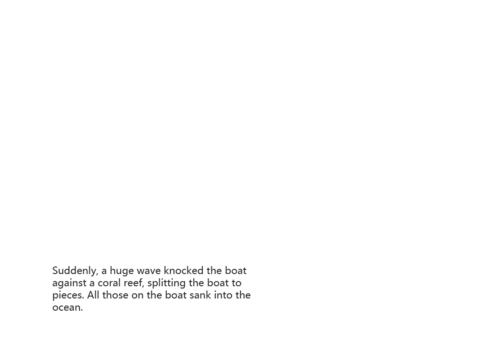 Suddenly, a huge wave knocked the boat
against a coral reef, splitting the boat to
pieces. All those on the boat sank into the
ocean.